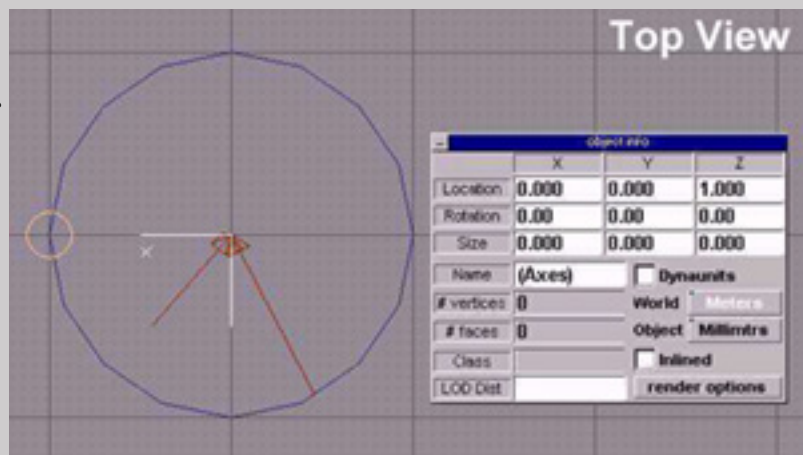 Top View
object info
X Y Z
Location 0.000 0.000 1.000
Rotation 0.00 0.00 0.00
Size 0.000 0.000 0.000
Name (Axes) Dynaunits
# vertices 0 World Meters
# faces 0 Object Millimtrs
Class Inlined
LOD Dist render options
X